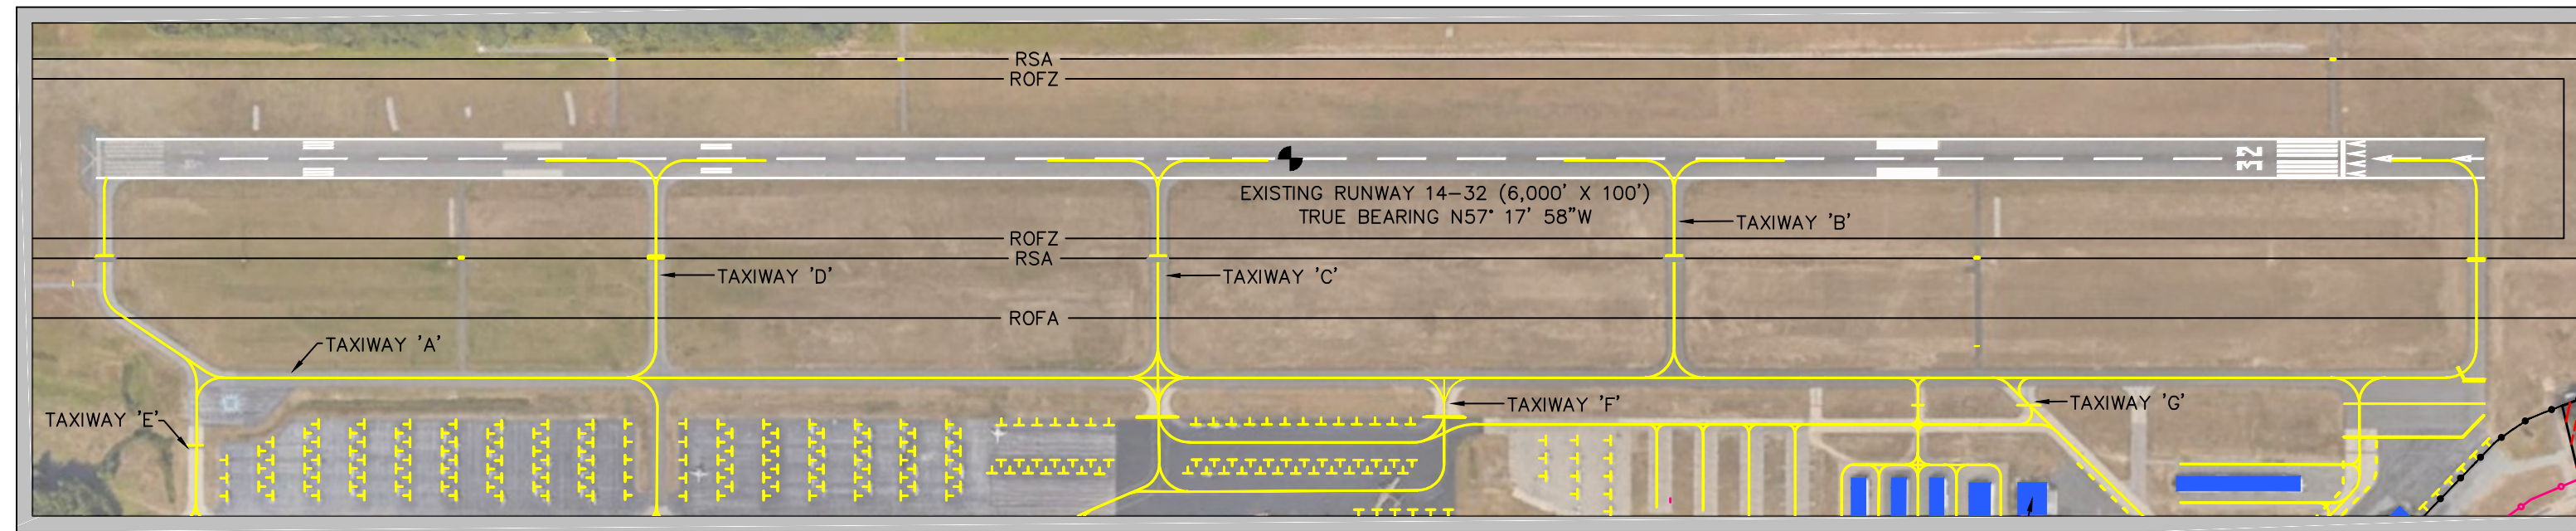 RSA
ROFZ
32
EXISTING RUNWAY 14-32 (6,000' X 100')
TRUE BEARING N57° 17' 58"W
TAXIWAY 'B'
ROFZ
RSA
TAXIWAY 'D'
TAXIWAY 'C'
ROFA
TAXIWAY 'A'
TAXIWAY 'E'
TAXIWAY 'F'
TAXIWAY 'G'